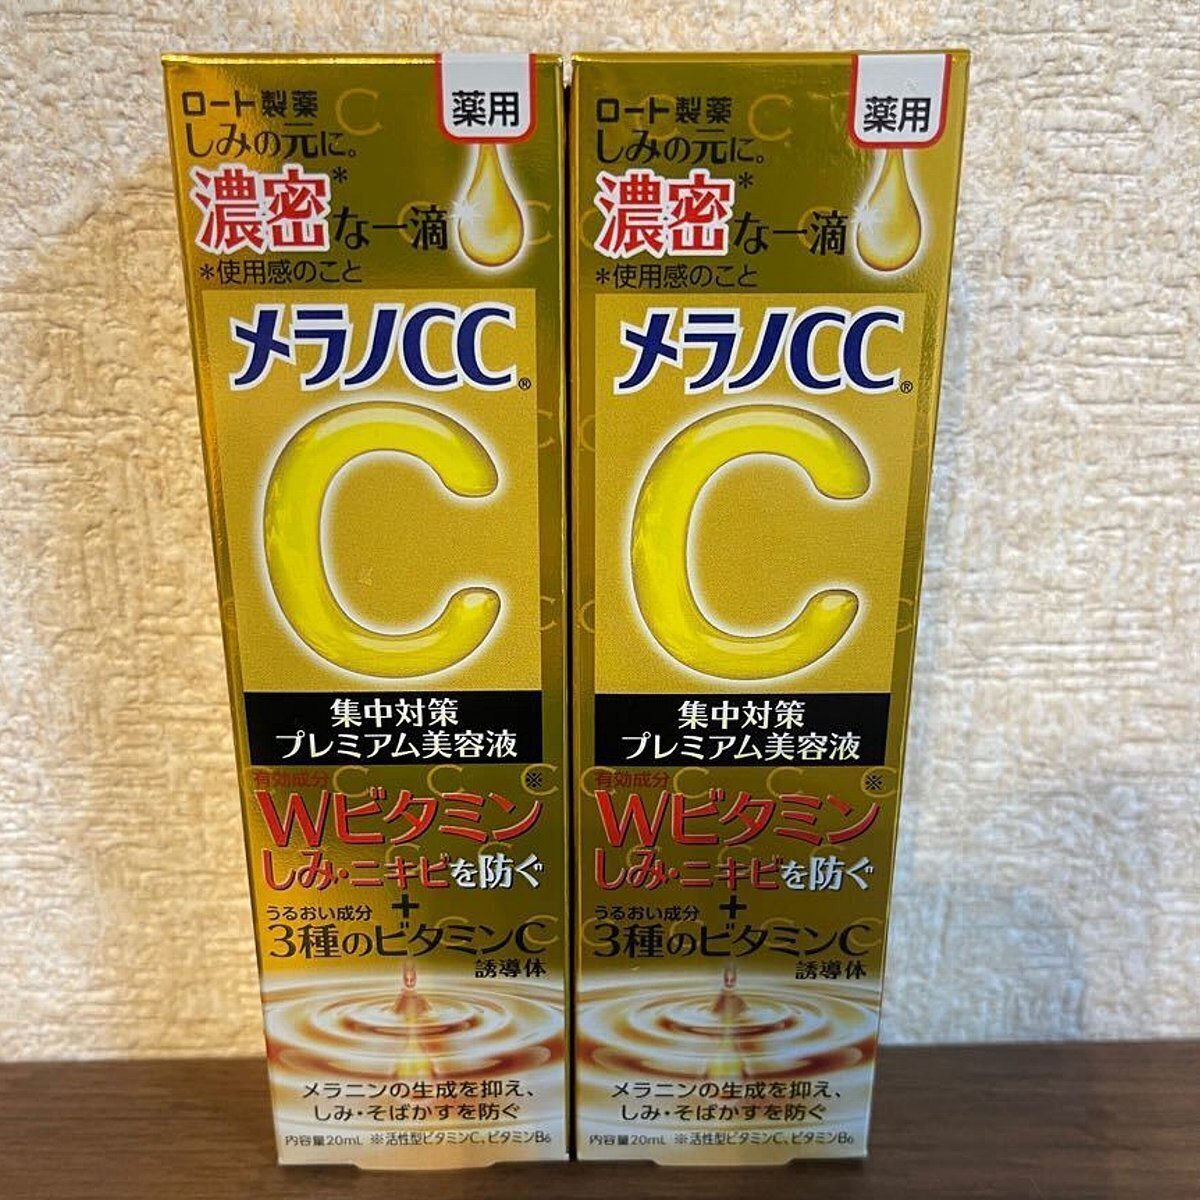 ロート製薬
薬用
しみの元に。
濃密*な一滴
*使用感のこと
メラノCC®
C
集中対策
プレミアム美容液
有効成分
Wビタミン※
しみ・ニキビを防ぐ
+
うるおい成分
3種のビタミンC
誘導体
メラニンの生成を抑え、
しみ・そばかすを防ぐ
内容量20mL ※活性型ビタミンC、ビタミンB6
ロート製薬
薬用
しみの元に。
濃密*な一滴
*使用感のこと
メラノCC®
C
集中対策
プレミアム美容液
有効成分
Wビタミン※
しみ・ニキビを防ぐ
+
うるおい成分
3種のビタミンC
誘導体
メラニンの生成を抑え、
しみ・そばかすを防ぐ
内容量20mL ※活性型ビタミンC、ビタミンB6